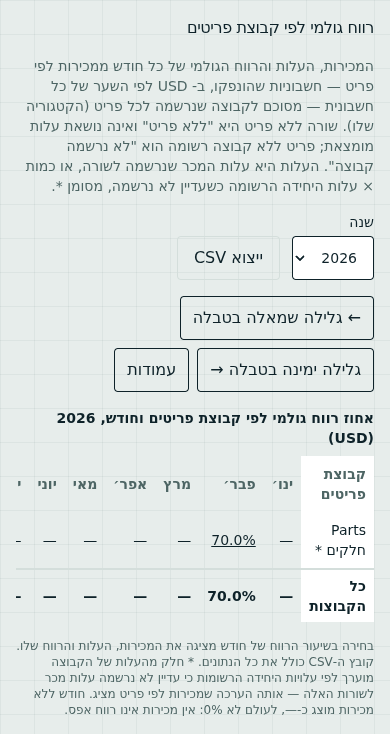 רווח גולמי לפי קבוצת פריטים
המכירות, העלות והרווח הגולמי של כל חודש ממכירות לפי
פריט — חשבוניות שהונפקו, ב- USD לפי השער של כל
חשבונית — מסוכם לקבוצה שנרשמה לכל פריט (הקטגוריה
שלו). שורה ללא פריט היא "ללא פריט" ואינה נושאת עלות
מומצאת; פריט ללא קבוצה רשומה הוא "לא נרשמה
קבוצה". העלות היא עלות המכר שנרשמה לשורה, או כמות
× עלות היחידה הרשומה כשעדיין לא נרשמה, מסומן *.
שנה
2026
ייצוא CSV
← גלילה שמאלה בטבלה
גלילה ימינה בטבלה →
עמודות
אחוז רווח גולמי לפי קבוצת פריטים וחודש, 2026
(USD)
קבוצת פריטים ינו׳ פבר׳ מרץ אפר׳ מאי יוני י
Parts חלקים * — 70.0% — — — — -
כל הקבוצות — 70.0% — — — — -
בחירה בשיעור הרווח של חודש מציגה את המכירות, העלות והרווח שלו.
קובץ ה-CSV כולל את כל הנתונים. * חלק מהעלות של הקבוצה
מוערך לפי עלויות היחידה הרשומות כי עדיין לא נרשמה עלות מכר
לשורות האלה — אותה הערכה שמכירות לפי פריט מציג. חודש ללא
מכירות מוצג כ-—, לעולם לא 0%: אין מכירות אינו רווח אפס.